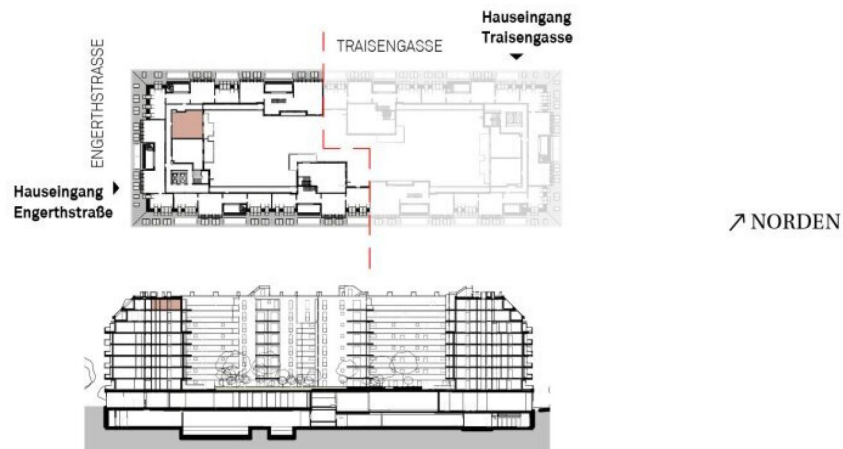 Hauseingang
Traisengasse
TRAISENGASSE
ENGERTHSTRASSE
Hauseingang
Engerthstraße
NORDEN